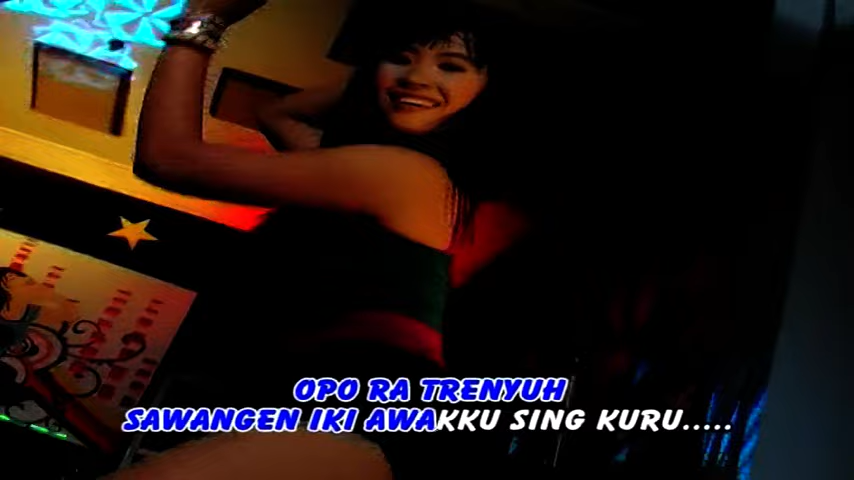 OPO RA TRENYUH
SAWANGEN IKI AWAKKU SING KURU.....